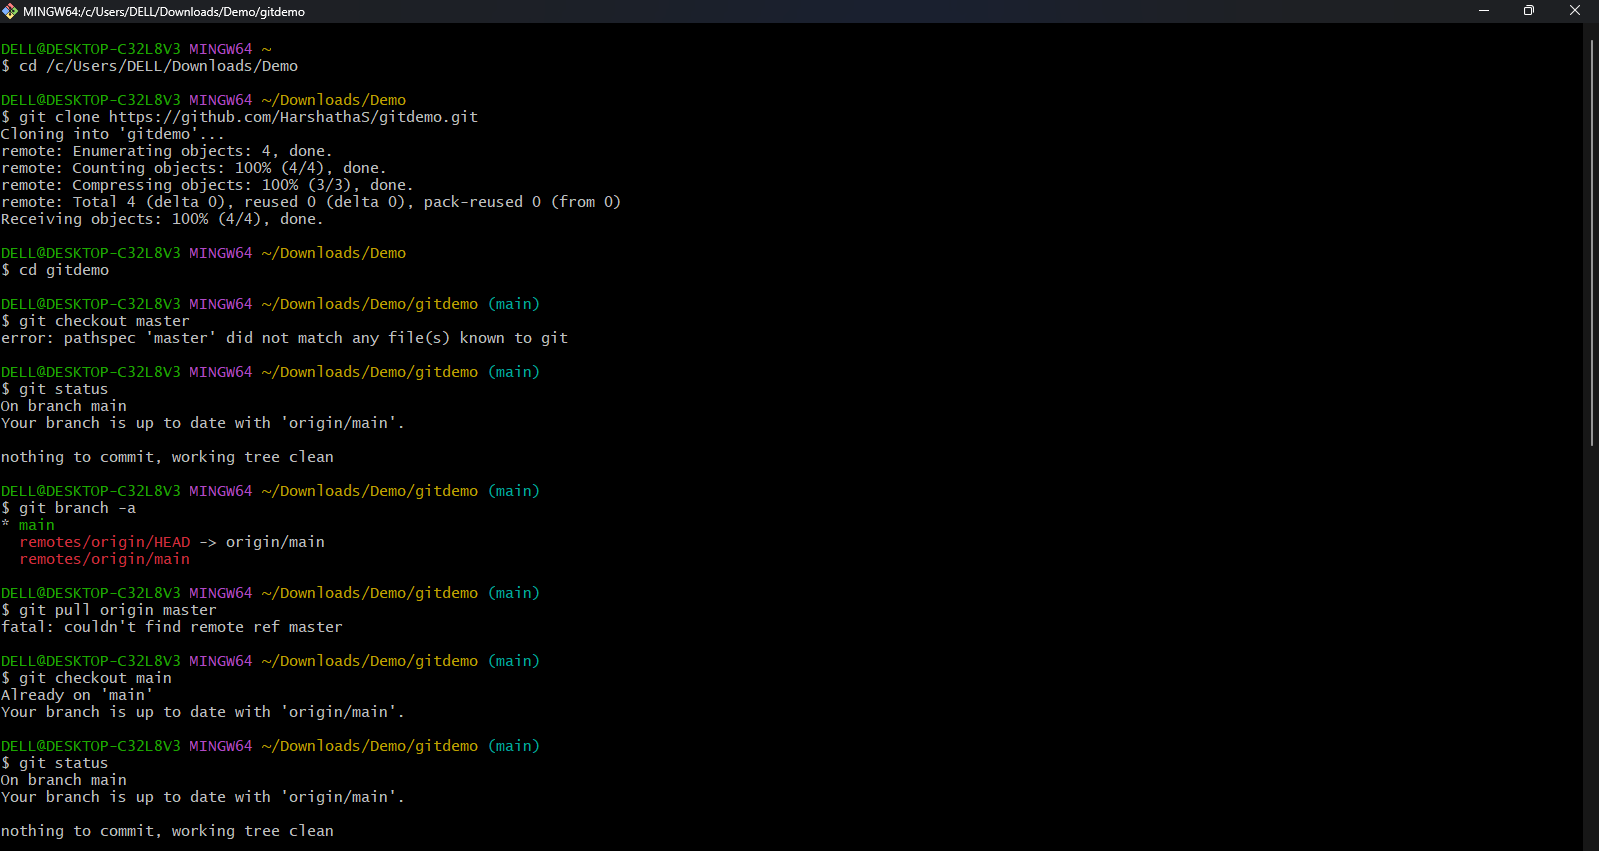 MINGW64:/c/Users/DELL/Downloads/Demo/gitdemo
DELL@DESKTOP-C32L8V3 MINGW64 ~
$ cd /c/Users/DELL/Downloads/Demo
DELL@DESKTOP-C32L8V3 MINGW64 ~/Downloads/Demo
$ git clone https://github.com/HarshathaS/gitdemo.git
Cloning into 'gitdemo'...
remote: Enumerating objects: 4, done.
remote: Counting objects: 100% (4/4), done.
remote: Compressing objects: 100% (3/3), done.
remote: Total 4 (delta 0), reused 0 (delta 0), pack-reused 0 (from 0)
Receiving objects: 100% (4/4), done.
DELL@DESKTOP-C32L8V3 MINGW64 ~/Downloads/Demo
$ cd gitdemo
DELL@DESKTOP-C32L8V3 MINGW64 ~/Downloads/Demo/gitdemo (main)
$ git checkout master
error: pathspec 'master' did not match any file(s) known to git
DELL@DESKTOP-C32L8V3 MINGW64 ~/Downloads/Demo/gitdemo (main)
$ git status
On branch main
Your branch is up to date with 'origin/main'.
nothing to commit, working tree clean
DELL@DESKTOP-C32L8V3 MINGW64 ~/Downloads/Demo/gitdemo (main)
$ git branch -a
* main
remotes/origin/HEAD -> origin/main
remotes/origin/main
DELL@DESKTOP-C32L8V3 MINGW64 ~/Downloads/Demo/gitdemo (main)
$ git pull origin master
fatal: couldn't find remote ref master
DELL@DESKTOP-C32L8V3 MINGW64 ~/Downloads/Demo/gitdemo (main)
$ git checkout main
Already on 'main'
Your branch is up to date with 'origin/main'.
DELL@DESKTOP-C32L8V3 MINGW64 ~/Downloads/Demo/gitdemo (main)
$ git status
On branch main
Your branch is up to date with 'origin/main'.
nothing to commit, working tree clean